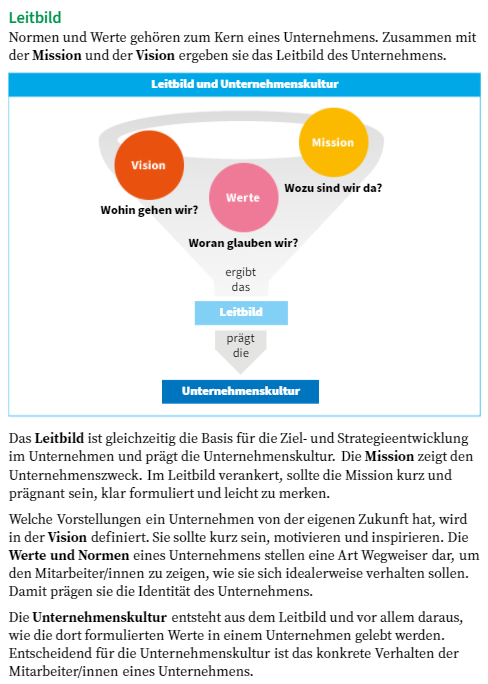 Leitbild
Normen und Werte gehören zum Kern eines Unternehmens. Zusammen mit
der Mission und der Vision ergeben sie das Leitbild des Unternehmens.
Leitbild und Unternehmenskultur
Mission
Vision
Werte
Wozu sind wir da?
Wohin gehen wir?
Woran glauben wir?
ergibt
das
Leitbild
prägt
die
Unternehmenskultur
Das Leitbild ist gleichzeitig die Basis für die Ziel- und Strategieentwicklung
im Unternehmen und prägt die Unternehmenskultur. Die Mission zeigt den
Unternehmenszweck. Im Leitbild verankert, sollte die Mission kurz und
prägnant sein, klar formuliert und leicht zu merken.
Welche Vorstellungen ein Unternehmen von der eigenen Zukunft hat, wird
in der Vision definiert. Sie sollte kurz sein, motivieren und inspirieren. Die
Werte und Normen eines Unternehmens stellen eine Art Wegweiser dar, um
den Mitarbeiter/innen zu zeigen, wie sie sich idealerweise verhalten sollen.
Damit prägen sie die Identität des Unternehmens.
Die Unternehmenskultur entsteht aus dem Leitbild und vor allem daraus,
wie die dort formulierten Werte in einem Unternehmen gelebt werden.
Entscheidend für die Unternehmenskultur ist das konkrete Verhalten der
Mitarbeiter/innen eines Unternehmens.